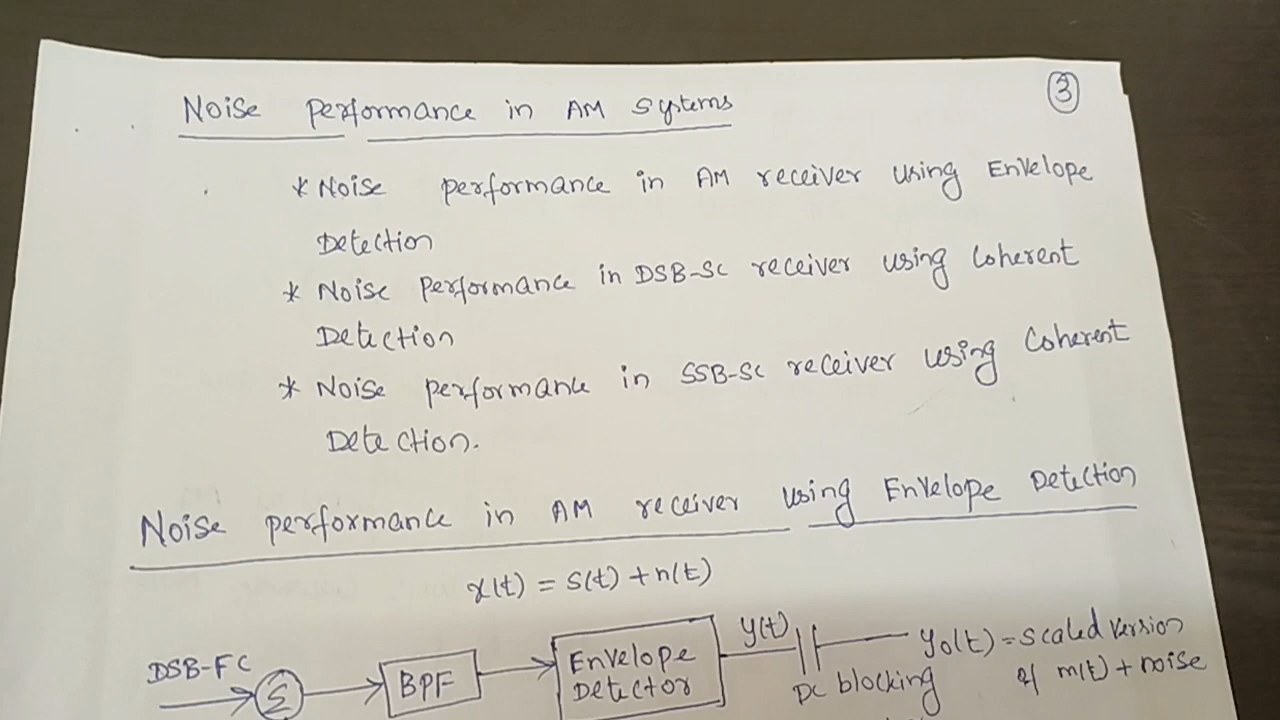 Noise performance in AM Systems
3
* Noise performance in AM receiver using Envelope
Detection
* Noise performance in DSB-SC receiver using Coherent
Detection
* Noise performance in SSB-SC receiver using Coherent
Detection.
Noise performance in AM receiver using Envelope Detection
x(t) = s(t) + n(t)
DSB-FC
Σ
BPF
Envelope
Detector
y(t)
DC blocking
yo(t) = scaled version
of m(t) + noise